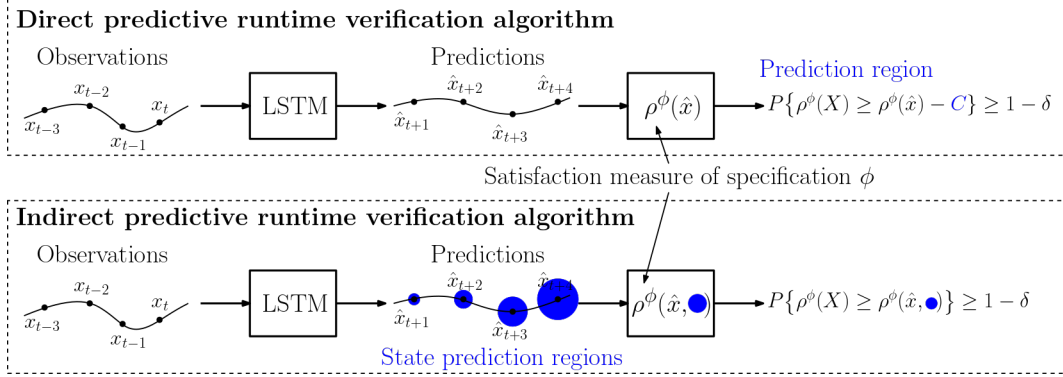 Direct predictive runtime verification algorithm
Observations
Predictions
Prediction region
x_{t-3}
x_{t-2}
x_{t-1}
x_t
LSTM
x̂_{t+1}
x̂_{t+2}
x̂_{t+3}
x̂_{t+4}
ρ^ϕ(x̂)
P{ρ^ϕ(X) ≥ ρ^ϕ(x̂) − C} ≥ 1 − δ
Satisfaction measure of specification ϕ
Indirect predictive runtime verification algorithm
Observations
Predictions
x_{t-3}
x_{t-2}
x_{t-1}
x_t
LSTM
x̂_{t+1}
x̂_{t+2}
x̂_{t+3}
x̂_{t+4}
ρ^ϕ(x̂, ●)
P{ρ^ϕ(X) ≥ ρ^ϕ(x̂, ●)} ≥ 1 − δ
State prediction regions